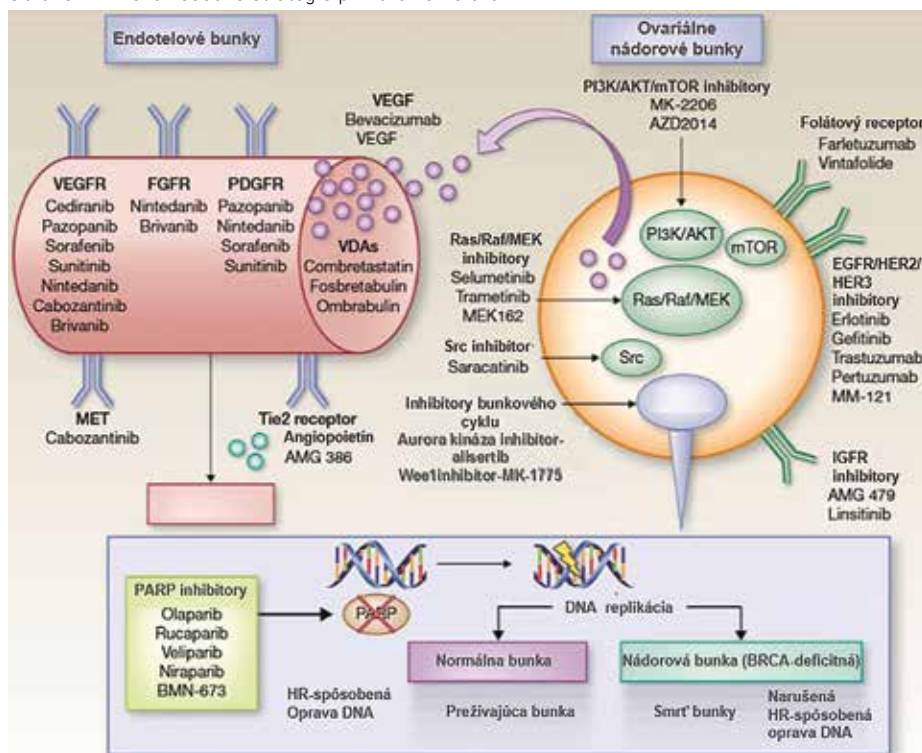 Endotelové bunky
Ovariálne
nádorové bunky
VEGF
Bevacizumab
VEGF
PI3K/AKT/mTOR inhibitory
MK-2206
AZD2014
Folátový receptor
Farletuzumab
Vintafolide
VEGFR
Cediranib
Pazopanib
Sorafenib
Sunitinib
Nintedanib
Cabozantinib
Brivanib
FGFR
Nintedanib
Brivanib
PDGFR
Pazopanib
Nintedanib
Sorafenib
Sunitinib
VDAs
Combretastatin
Fosbretabulin
Ombrabulin
Ras/Raf/MEK
inhibitory
Selumetinib
Trametinib
MEK162
PI3K/AKT
mTOR
Ras/Raf/MEK
Src
EGFR/HER2/
HER3
inhibitory
Erlotinib
Gefitinib
Trastuzumab
Pertuzumab
MM-121
Src inhibitor
Saracatinib
MET
Cabozantinib
Tie2 receptor
Angiopoietín
AMG 386
Inhibitory bunkového
cyklu
Aurora kináza inhibitor-
alisertib
Wee1inhibitor-MK-1775
IGFR
inhibitory
AMG 479
Linsitinib
PARP inhibitory
Olaparib
Rucaparib
Veliparib
Niraparib
BMN-673
PARP
DNA replikácia
Normálna bunka
Nádorová bunka (BRCA-deficitná)
HR-spôsobená
Oprava DNA
Prežívajúca bunka
Smrť bunky
Narušená
HR-spôsobená
oprava DNA